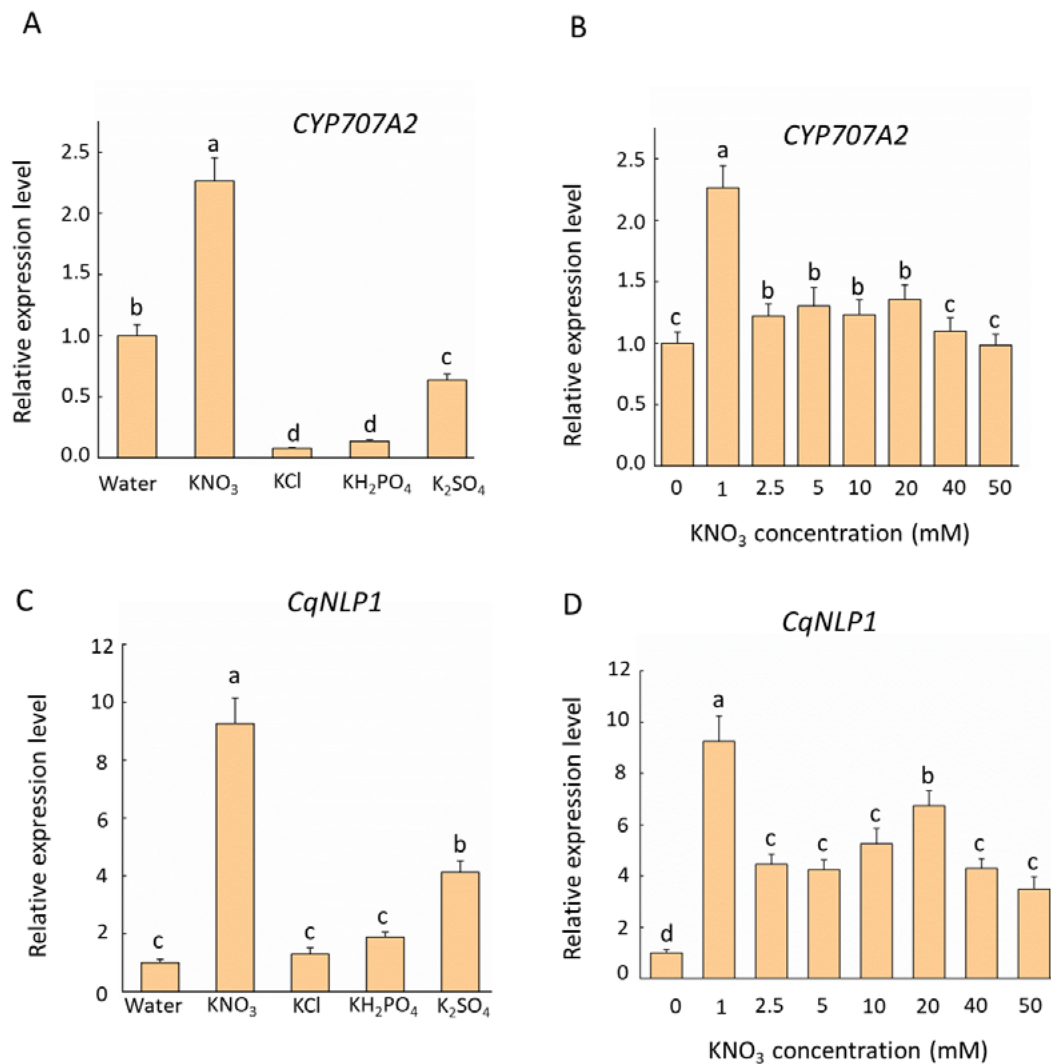 A
CYP707A2
Relative expression level
2.5
2.0
1.5
1.0
0.5
0.0
a
b
c
d
d
Water KNO₃ KCl KH₂PO₄ K₂SO₄
B
CYP707A2
Relative expression level
2.5
2.0
1.5
1.0
0.5
0.0
a
b b b b
c c c
0 1 2.5 5 10 20 40 50
KNO₃ concentration (mM)
C
CqNLP1
Relative expression level
12
10
8
6
4
2
0
a
b
c c c
Water KNO₃ KCl KH₂PO₄ K₂SO₄
D
CqNLP1
Relative expression level
12
10
8
6
4
2
0
a
b
c c c c c
d
0 1 2.5 5 10 20 40 50
KNO₃ concentration (mM)